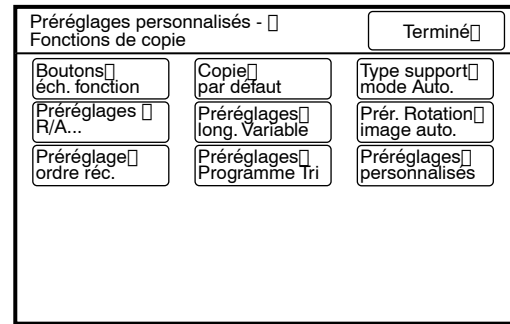 Préréglages personnalisés -
Fonctions de copie
Terminé
Boutons
éch. fonction
Copie
par défaut
Type support
mode Auto.
Préréglages
R/A...
Préréglages
long. Variable
Prér. Rotation
image auto.
Préréglage
ordre réc.
Préréglages
Programme Tri
Préréglages
personnalisés